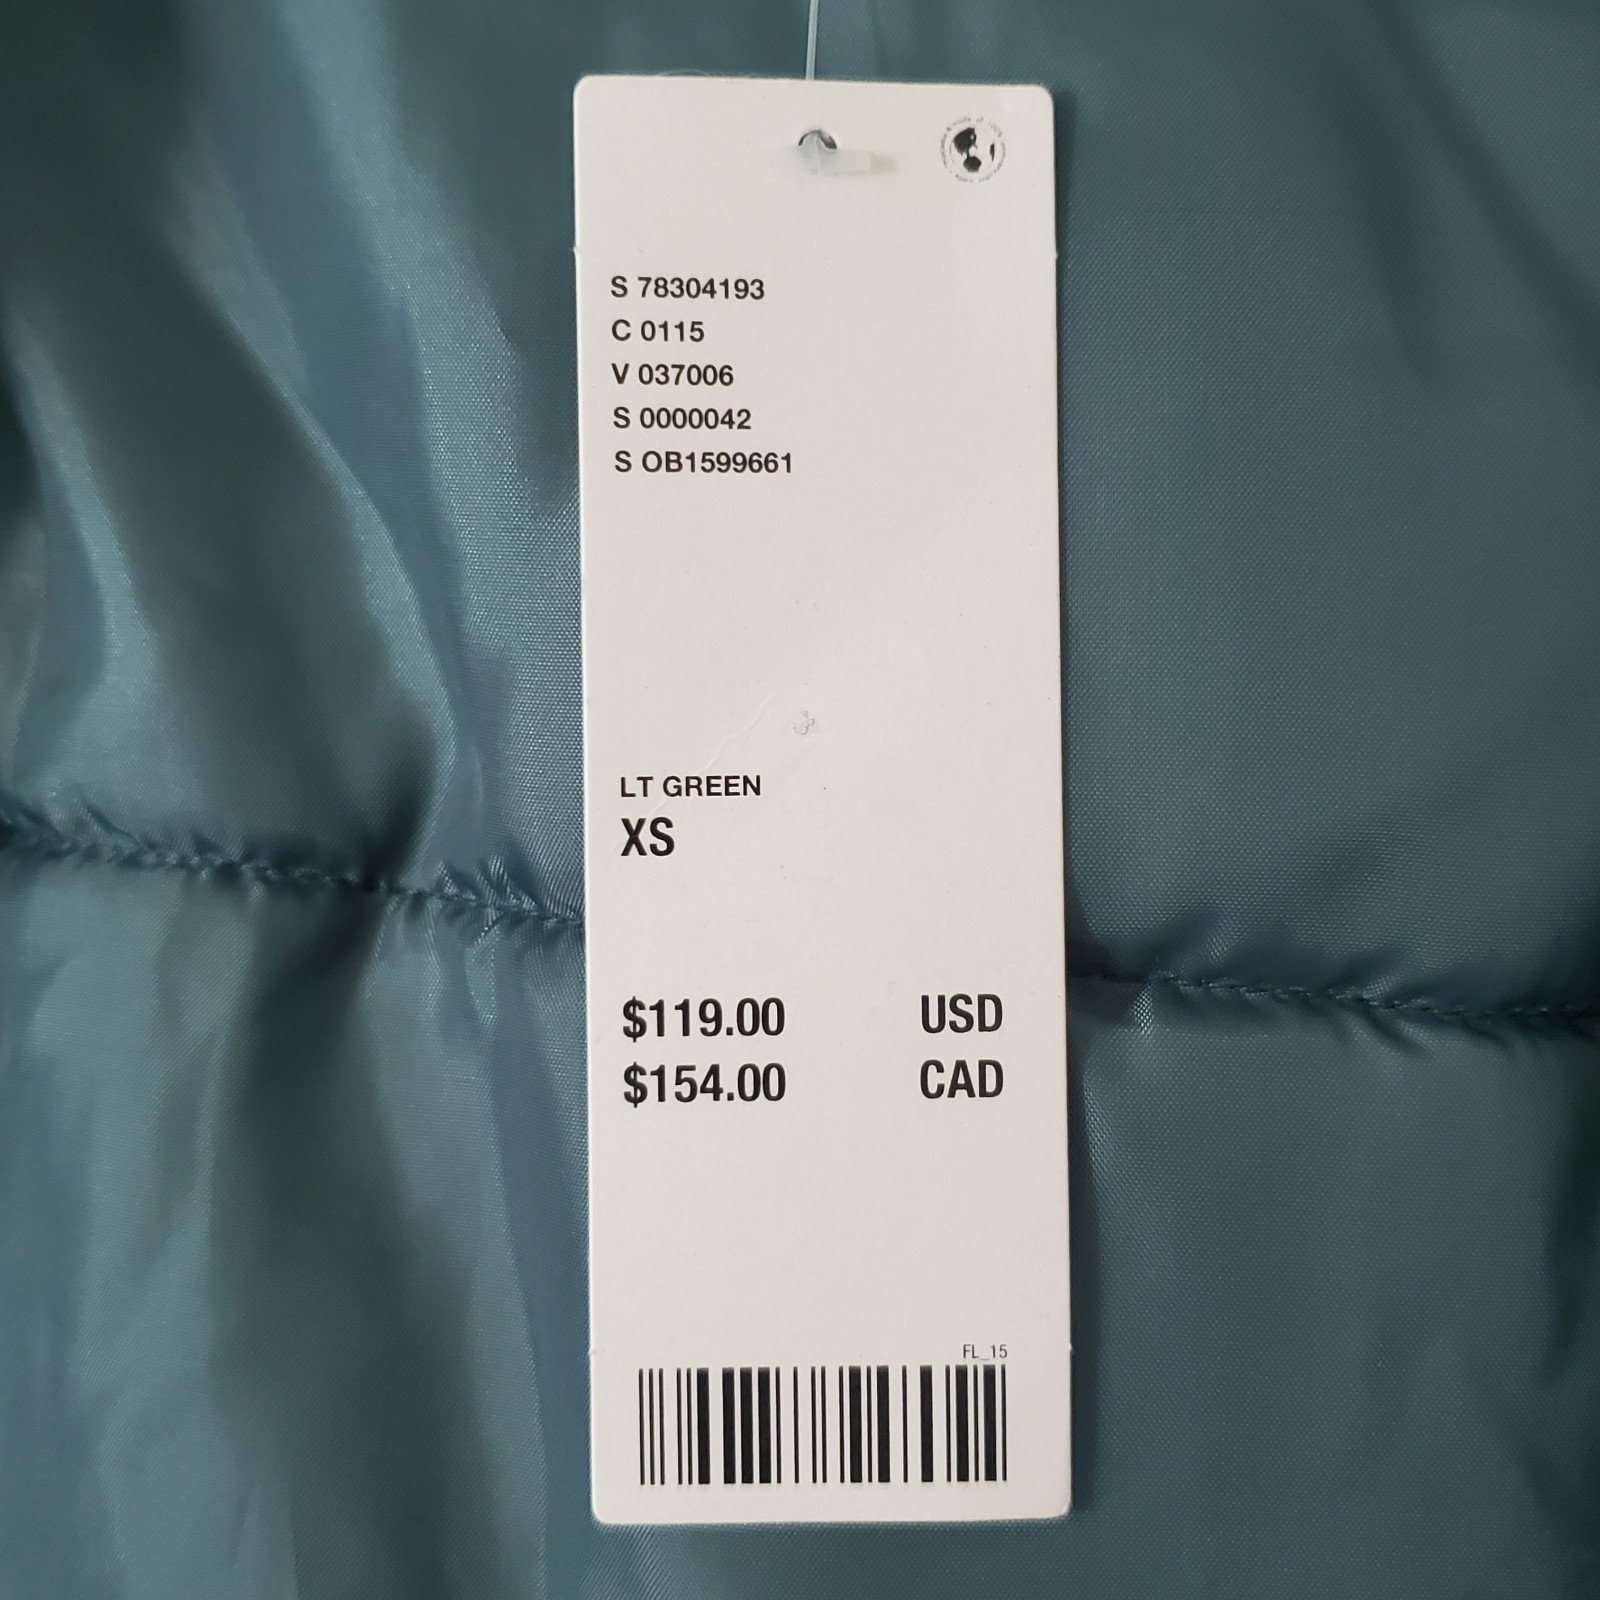 S 78304193
C 0115
V 037006
S 0000042
S OB1599661
LT GREEN
XS
$119.00 USD
$154.00 CAD
FL_15